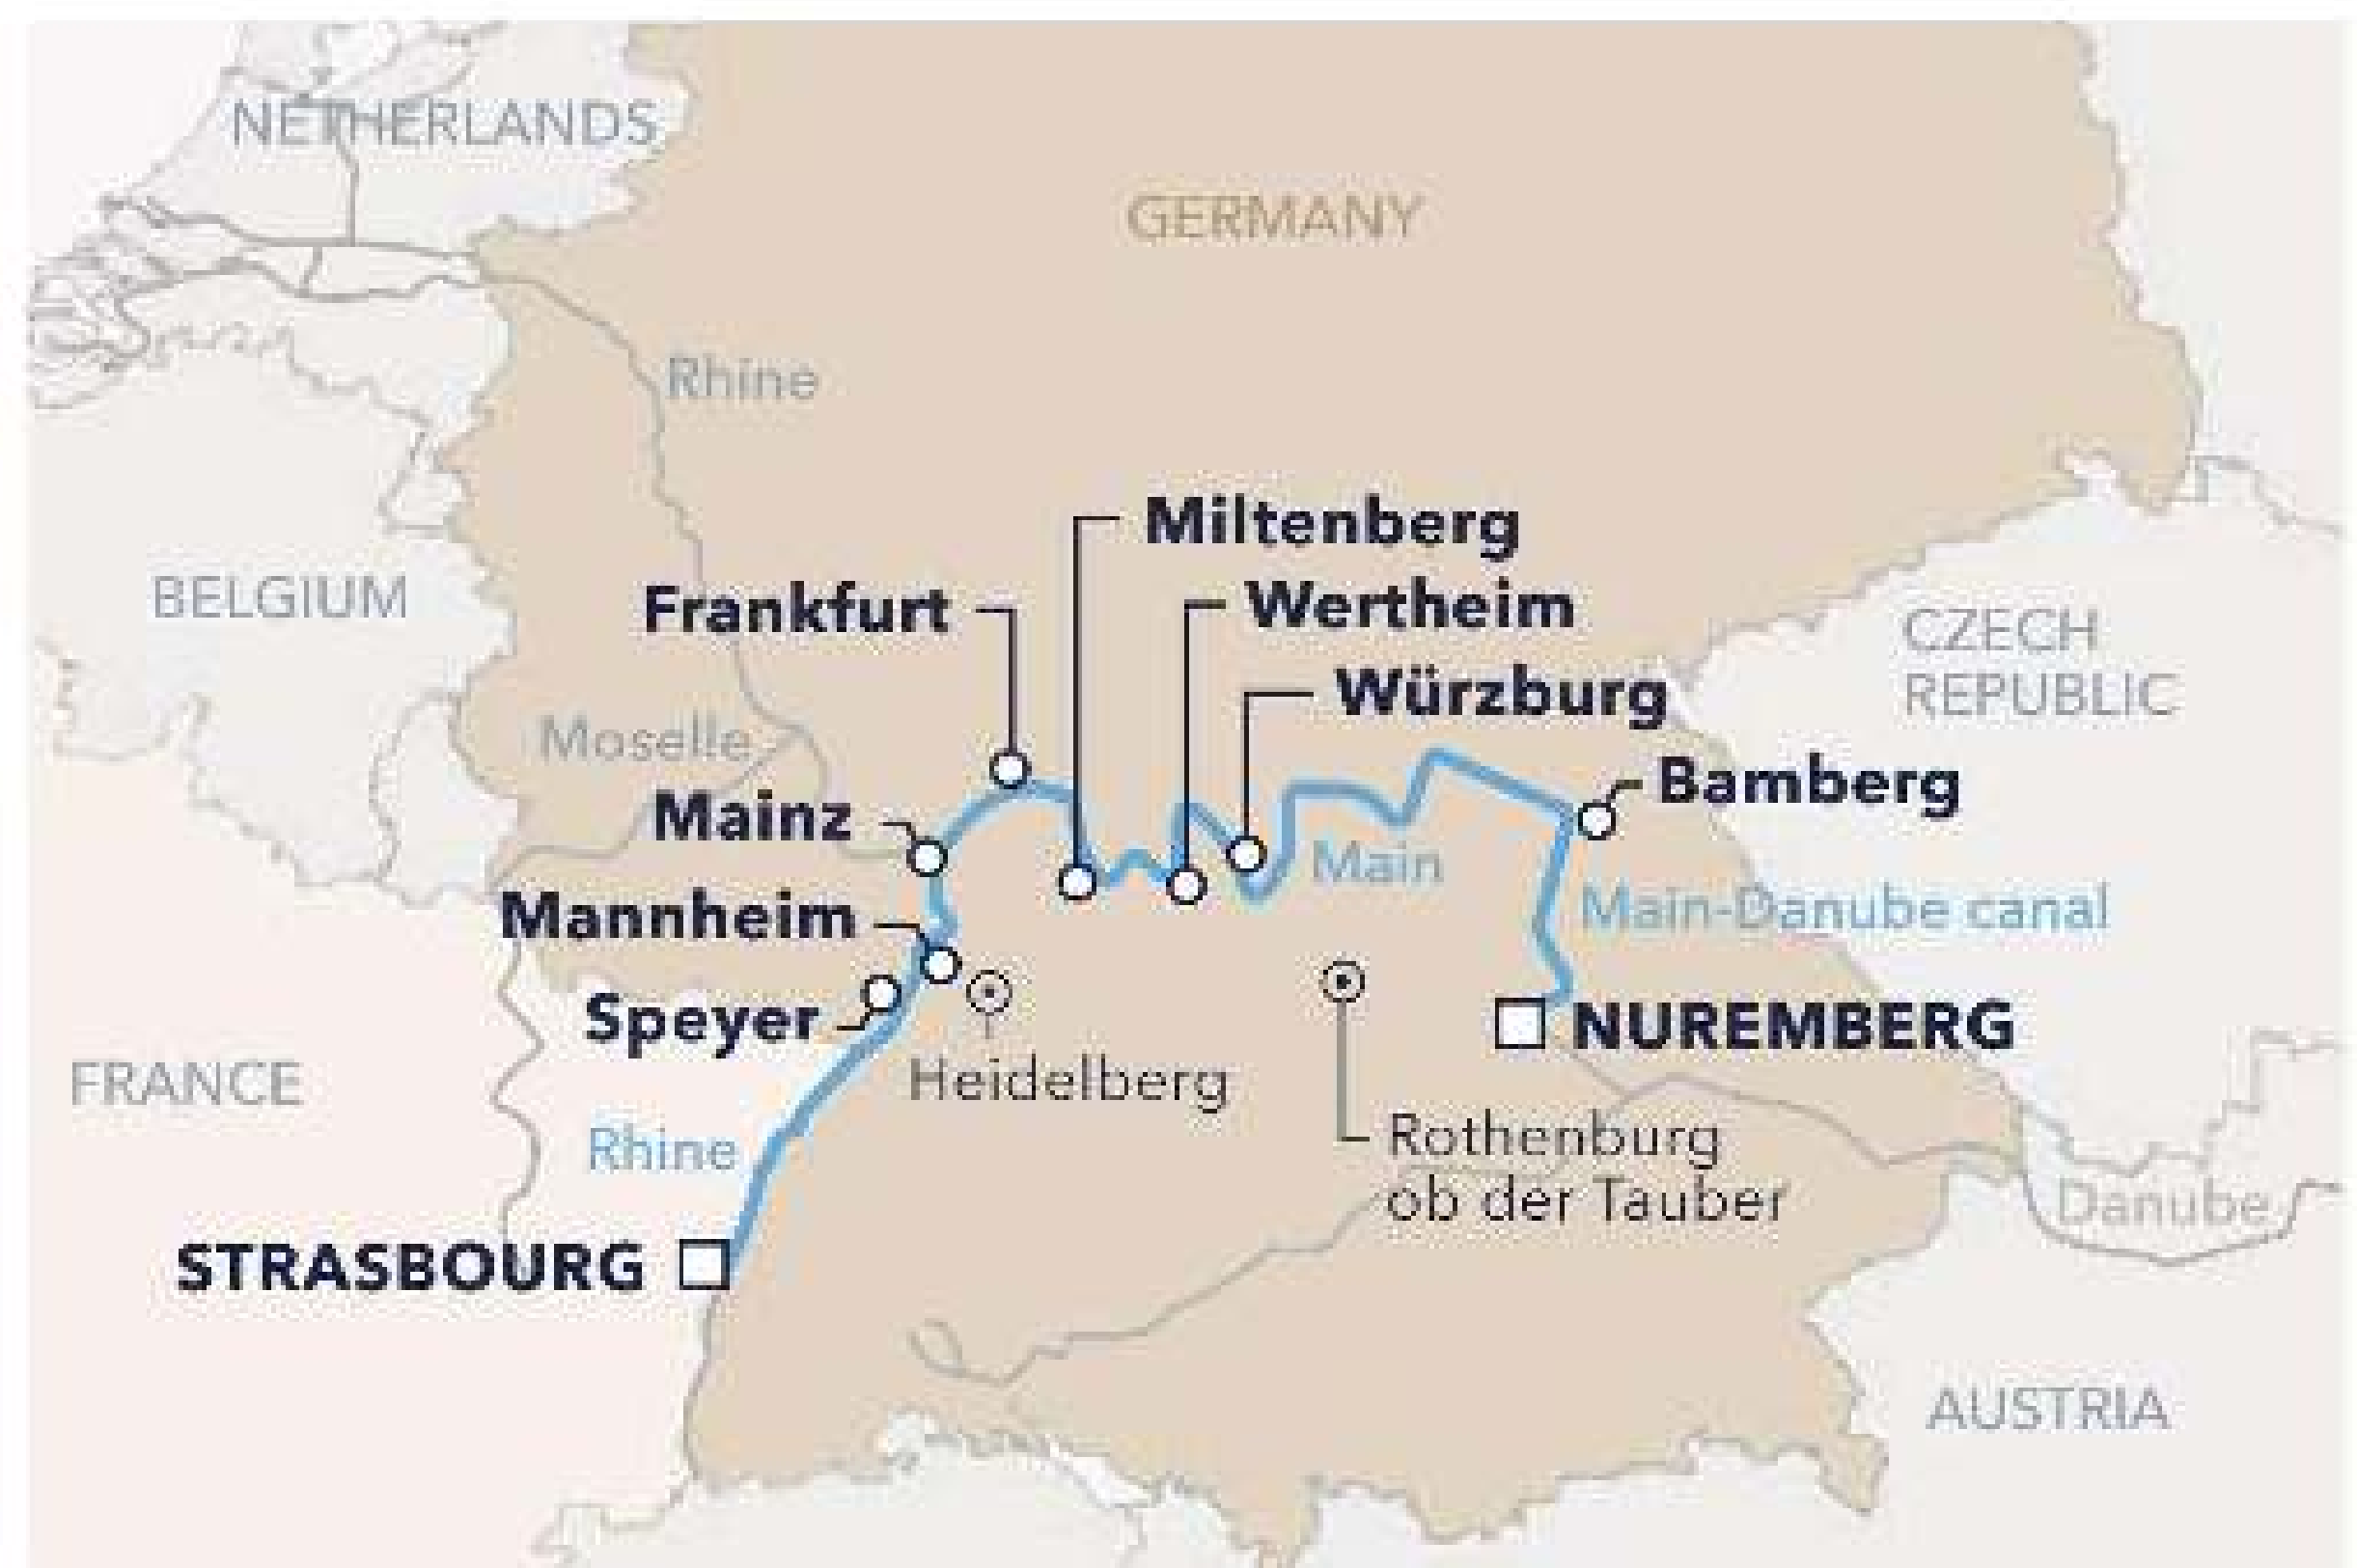 NETHERLANDS
GERMANY
Rhine
Miltenberg
Frankfurt
Wertheim
BELGIUM
CZECH
REPUBLIC
Würzburg
Moselle
Bamberg
Mainz
Main
Mannheim
Main-Danube canal
Speyer
NUREMBERG
FRANCE
Heidelberg
Rhine
Rothenburg
ob der Tauber
Danube
STRASBOURG
AUSTRIA